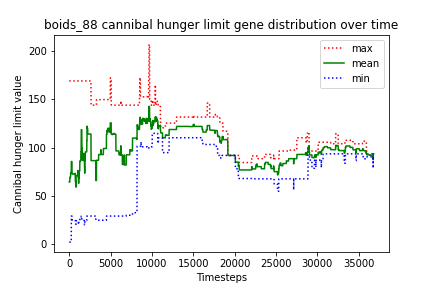 boids_88 cannibal hunger limit gene distribution over time
max
mean
min
Cannibal hunger limit value
200
150
100
50
0
0 5000 10000 15000 20000 25000 30000 35000
Timesteps